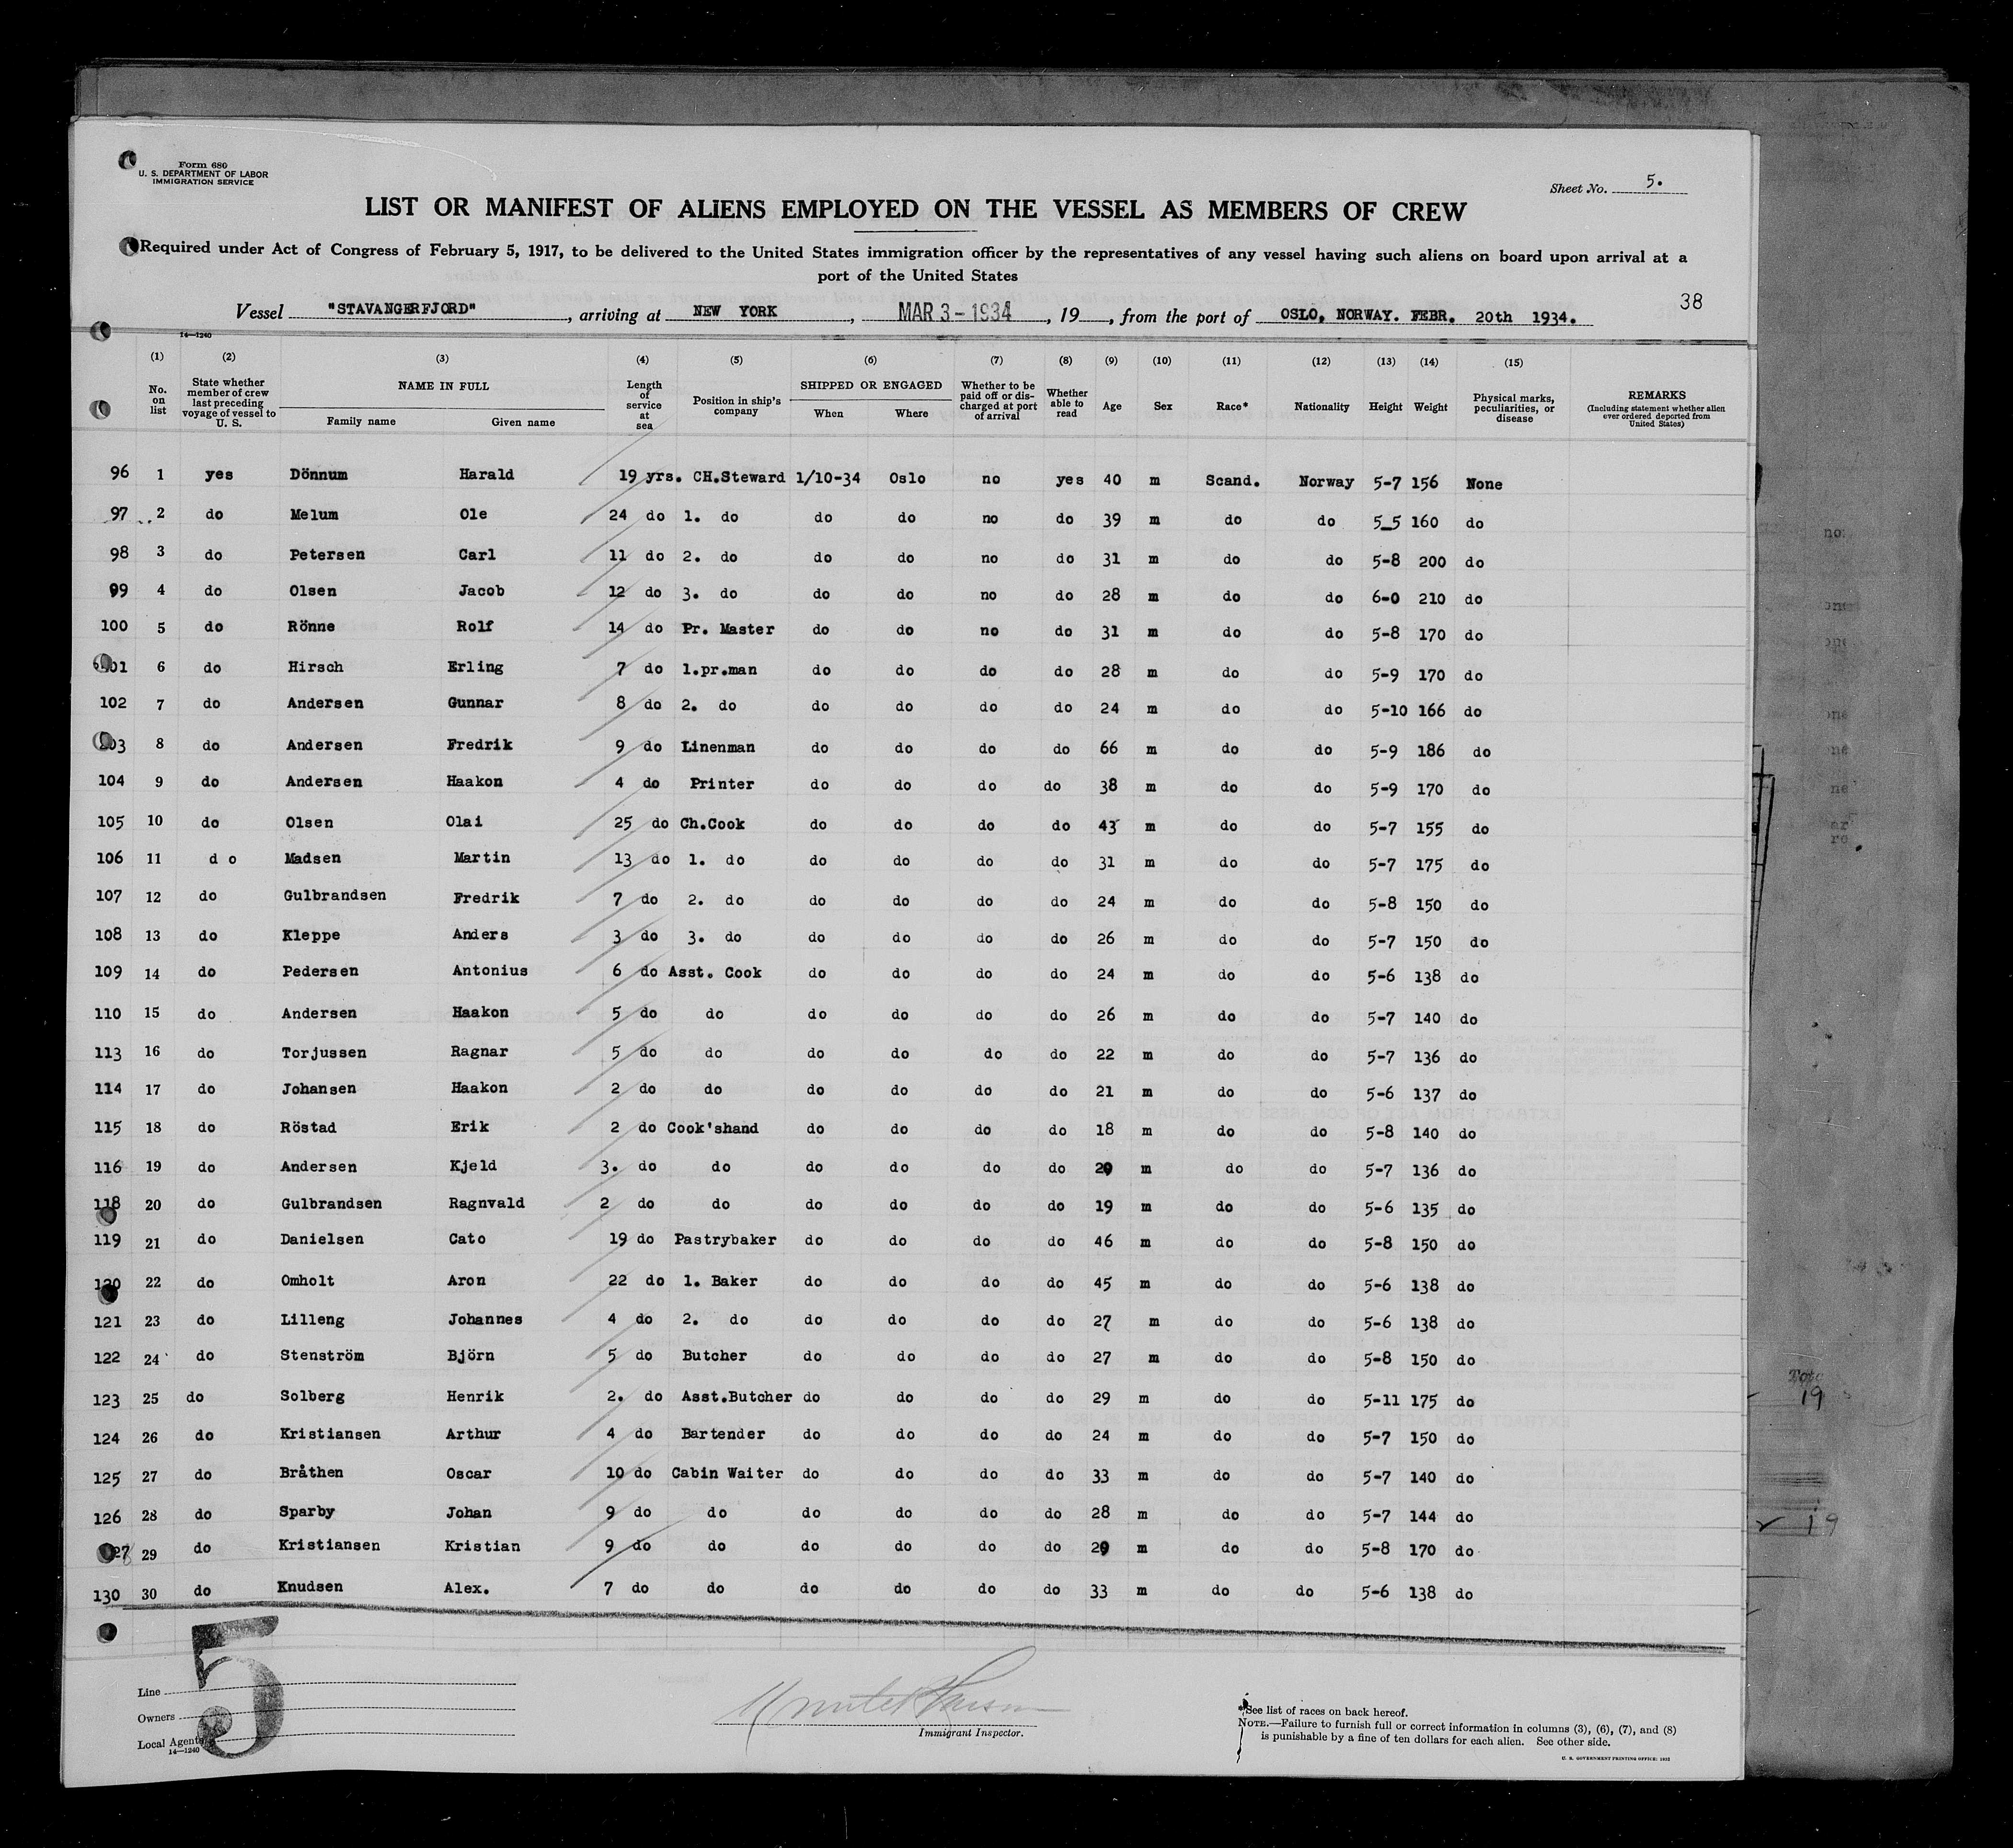 Form 680
U. S. DEPARTMENT OF LABOR
IMMIGRATION SERVICE
Sheet No. 5.
LIST OR MANIFEST OF ALIENS EMPLOYED ON THE VESSEL AS MEMBERS OF CREW
Required under Act of Congress of February 5, 1917, to be delivered to the United States immigration officer by the representatives of any vessel having such aliens on board upon arrival at a
port of the United States
38
Vessel "STAVANGERFJORD", arriving at NEW YORK, MAR 3 - 1934, 19, from the port of OSLO, NORWAY. FEBR. 20th 1934.
14—1240
(1) (2) (3) (4) (5) (6) (7) (8) (9) (10) (11) (12) (13) (14) (15)
No. on list State whether member of crew last preceding voyage of vessel to U. S. NAME IN FULL Family name Given name Length of service at sea Position in ship's company SHIPPED OR ENGAGED When Where Whether to be paid off or discharged at port of arrival Whether able to read Age Sex Race* Nationality Height Weight Physical marks, peculiarities, or disease REMARKS (Including statement whether alien ever ordered deported from United States)
96 1 yes Dönnum Harald 19 yrs. CH.Steward 1/10-34 Oslo no yes 40 m Scand. Norway 5-7 156 None
97 2 do Melum Ole 24 do 1. do do do no do 39 m do do 5_5 160 do
98 3 do Petersen Carl 11 do 2. do do do no do 31 m do do 5-8 200 do
99 4 do Olsen Jacob 12 do 3. do do do no do 28 m do do 6-0 210 do
100 5 do Rönne Rolf 14 do Pr. Master do do no do 31 m do do 5-8 170 do
101 6 do Hirsch Erling 7 do 1.pr.man do do do do 28 m do do 5-9 170 do
102 7 do Andersen Gunnar 8 do 2. do do do do do 24 m do do 5-10 166 do
103 8 do Andersen Fredrik 9 do Linenman do do do do 66 m do do 5-9 186 do
104 9 do Andersen Haakon 4 do Printer do do do do 38 m do do 5-9 170 do
105 10 do Olsen Olai 25 do Ch.Cook do do do do 43 m do do 5-7 155 do
106 11 d o Madsen Martin 13 do 1. do do do do do 31 m do do 5-7 175 do
107 12 do Gulbrandsen Fredrik 7 do 2. do do do do do 24 m do do 5-8 150 do
108 13 do Kleppe Anders 3 do 3. do do do do do 26 m do do 5-7 150 do
109 14 do Pedersen Antonius 6 do Asst. Cook do do do do 24 m do do 5-6 138 do
110 15 do Andersen Haakon 5 do do do do do do 26 m do do 5-7 140 do
113 16 do Torjussen Ragnar 5 do do do do do do 22 m do do 5-7 136 do
114 17 do Johansen Haakon 2 do do do do do do 21 m do do 5-6 137 do
115 18 do Röstad Erik 2 do Cook'shand do do do do 18 m do do 5-8 140 do
116 19 do Andersen Kjeld 3. do do do do do do 20 m do do 5-7 136 do
118 20 do Gulbrandsen Ragnvald 2 do do do do do do 19 m do do 5-6 135 do
119 21 do Danielsen Cato 19 do Pastrybaker do do do do 46 m do do 5-8 150 do
120 22 do Omholt Aron 22 do 1. Baker do do do do 45 m do do 5-6 138 do
121 23 do Lilleng Johannes 4 do 2. do do do do do 27 m do do 5-6 138 do
122 24 do Stenström Björn 5 do Butcher do do do do 27 m do do 5-8 150 do
123 25 do Solberg Henrik 2. do Asst.Butcher do do do do 29 m do do 5-11 175 do
124 26 do Kristiansen Arthur 4 do Bartender do do do do 24 m do do 5-7 150 do
125 27 do Bråthen Oscar 10 do Cabin Waiter do do do do 33 m do do 5-7 140 do
126 28 do Sparby Johan 9 do do do do do do 28 m do do 5-7 144 do
127 29 do Kristiansen Kristian 9 do do do do do do 29 m do do 5-8 170 do
130 30 do Knudsen Alex. 7 do do do do do do 33 m do do 5-6 138 do
5
Line
Owners
Local Agents
14—1240
Immigrant Inspector.
*See list of races on back hereof.
NOTE.—Failure to furnish full or correct information in columns (3), (6), (7), and (8)
is punishable by a fine of ten dollars for each alien. See other side.
U. S. GOVERNMENT PRINTING OFFICE: 1932
19
19